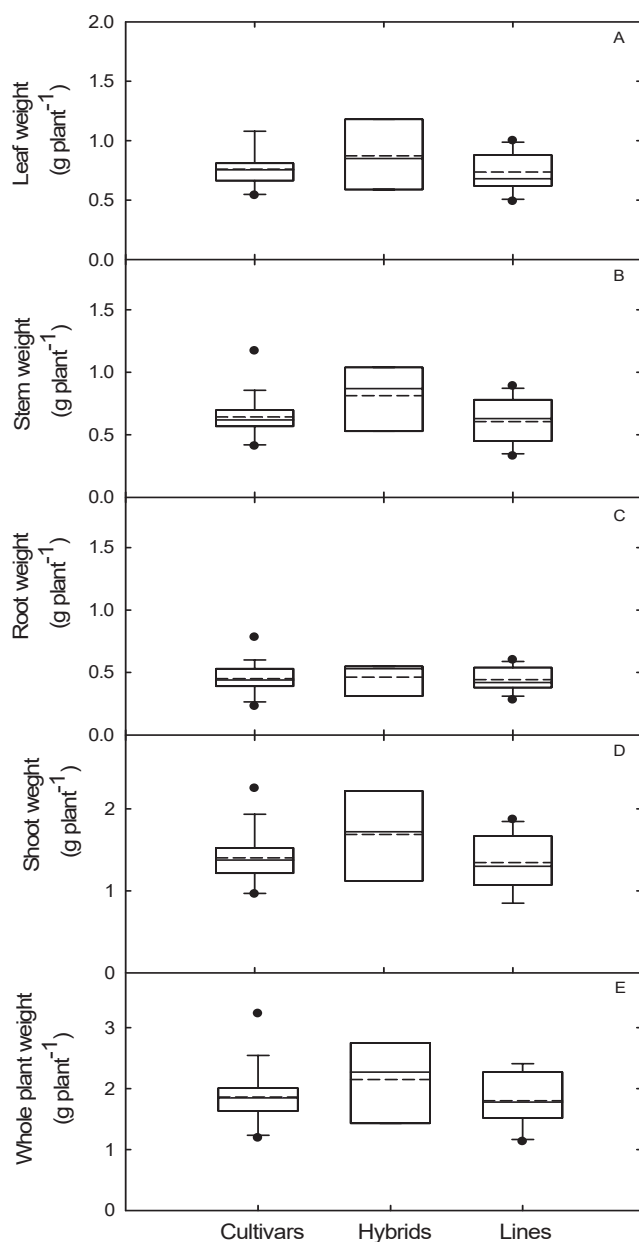 2.0
A
1.5
1.0
0.5
0.0
Leaf weight
(g plant⁻¹)
B
1.5
1.0
0.5
0.0
Stem weight
(g plant⁻¹)
C
1.5
1.0
0.5
0.0
Root weight
(g plant⁻¹)
D
2
1
0
Shoot weght
(g plant⁻¹)
E
3
2
1
0
Whole plant weight
(g plant⁻¹)
Cultivars Hybrids Lines